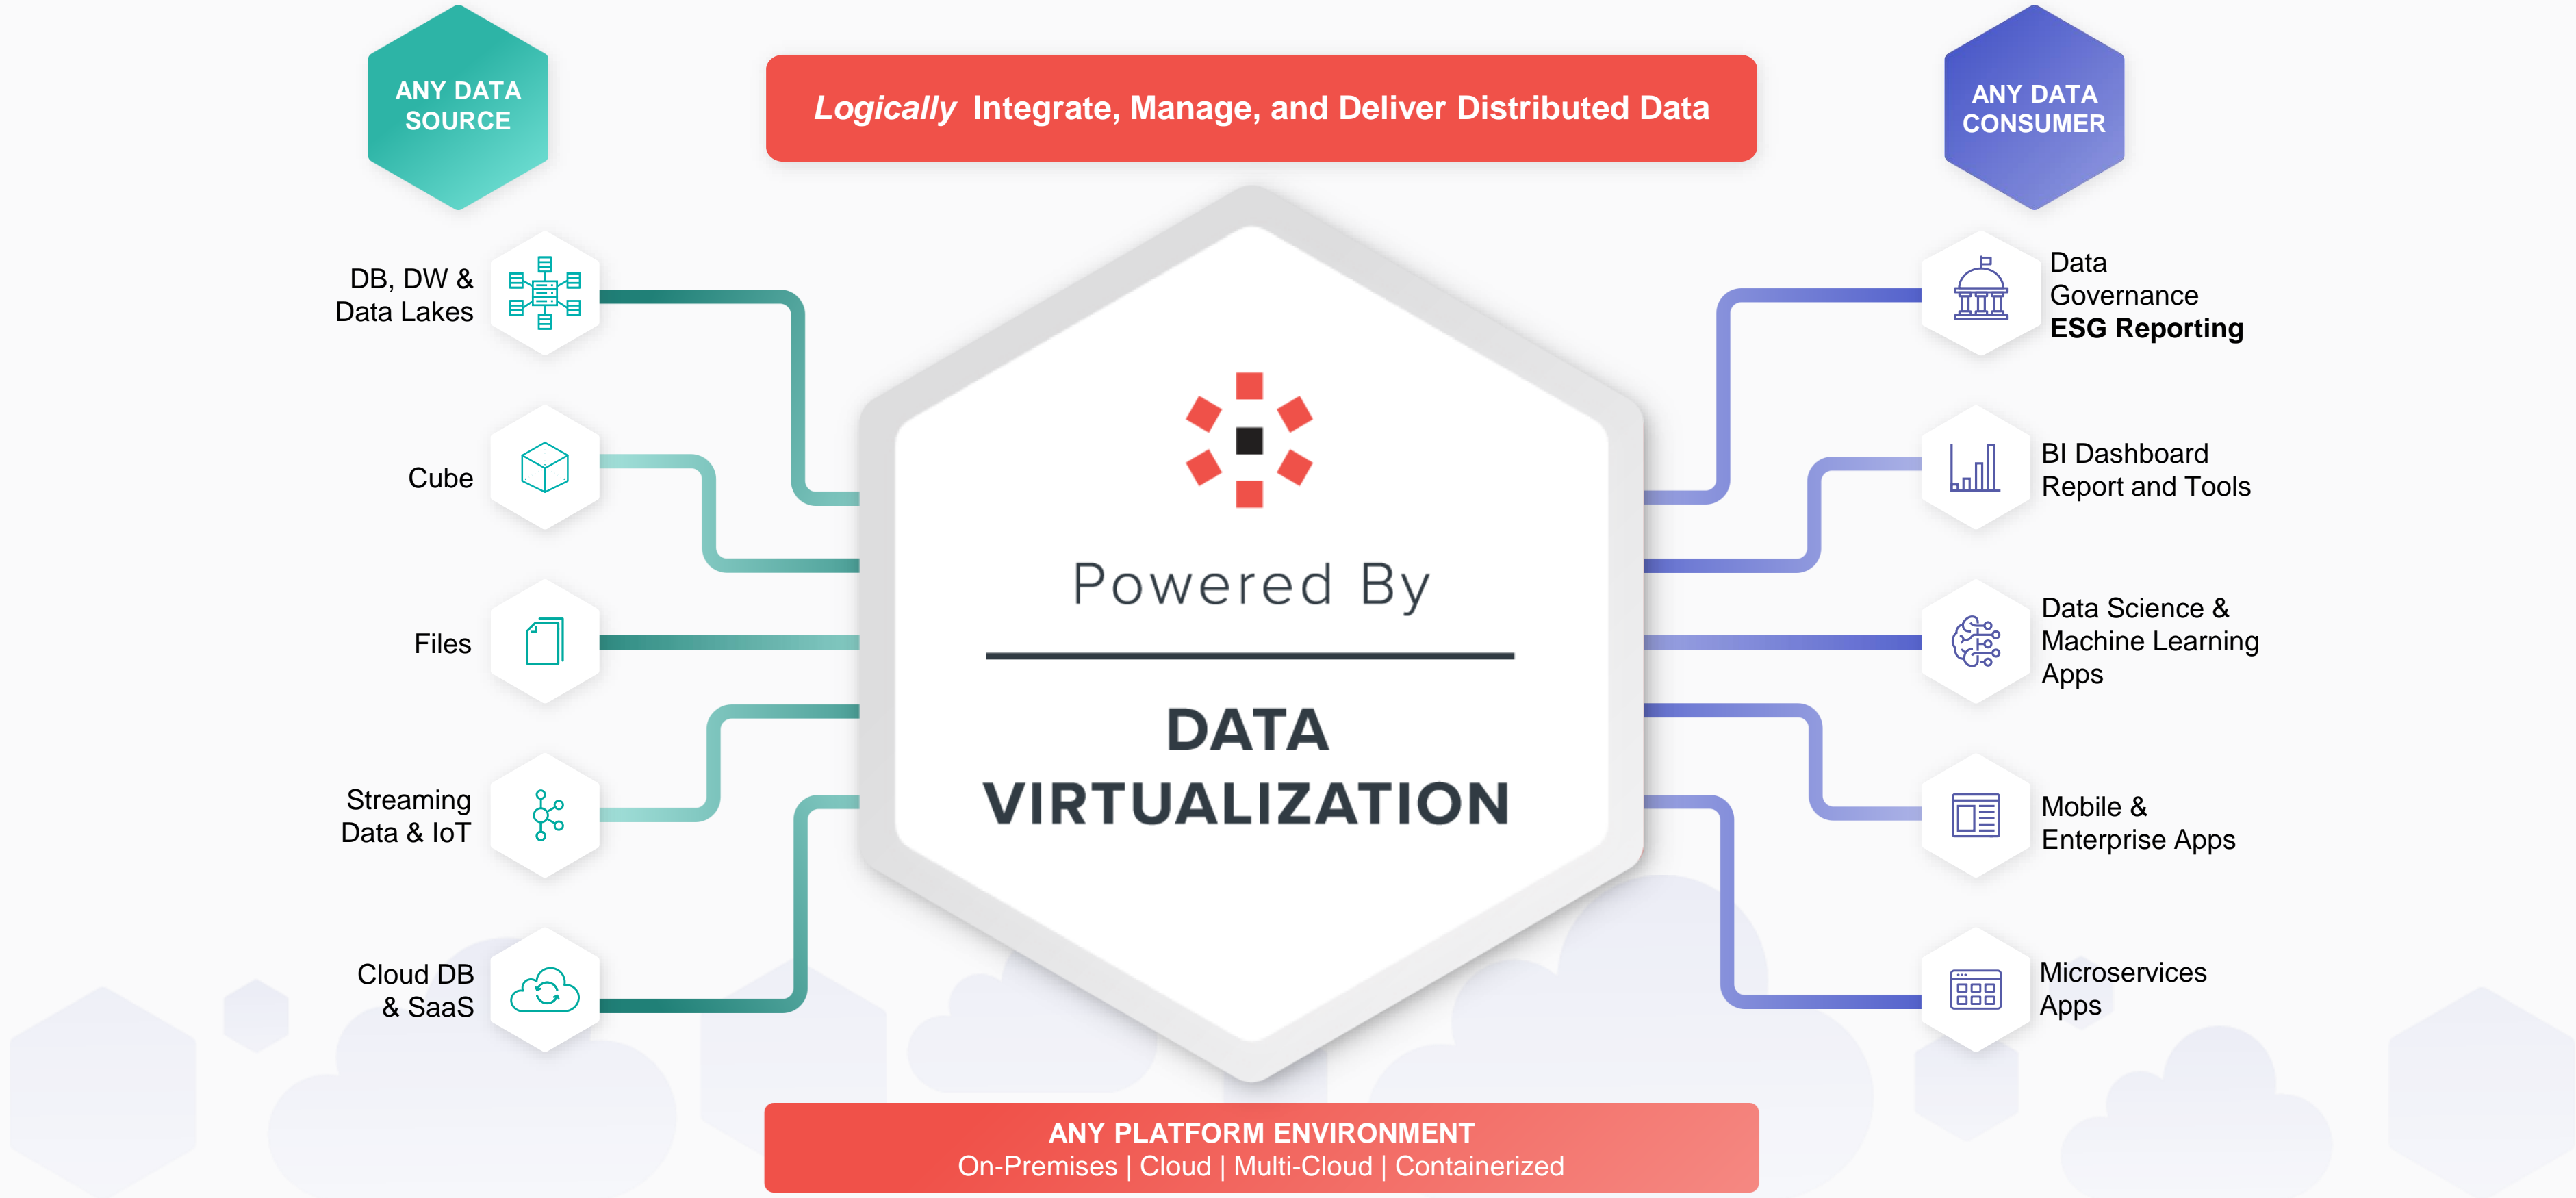 ANY DATA
SOURCE
Logically Integrate, Manage, and Deliver Distributed Data
ANY DATA
CONSUMER
DB, DW &
Data Lakes
Cube
Files
Streaming
Data & IoT
Cloud DB
& SaaS
Powered By
DATA
VIRTUALIZATION
Data
Governance
ESG Reporting
BI Dashboard
Report and Tools
Data Science &
Machine Learning
Apps
Mobile &
Enterprise Apps
Microservices
Apps
ANY PLATFORM ENVIRONMENT
On-Premises | Cloud | Multi-Cloud | Containerized